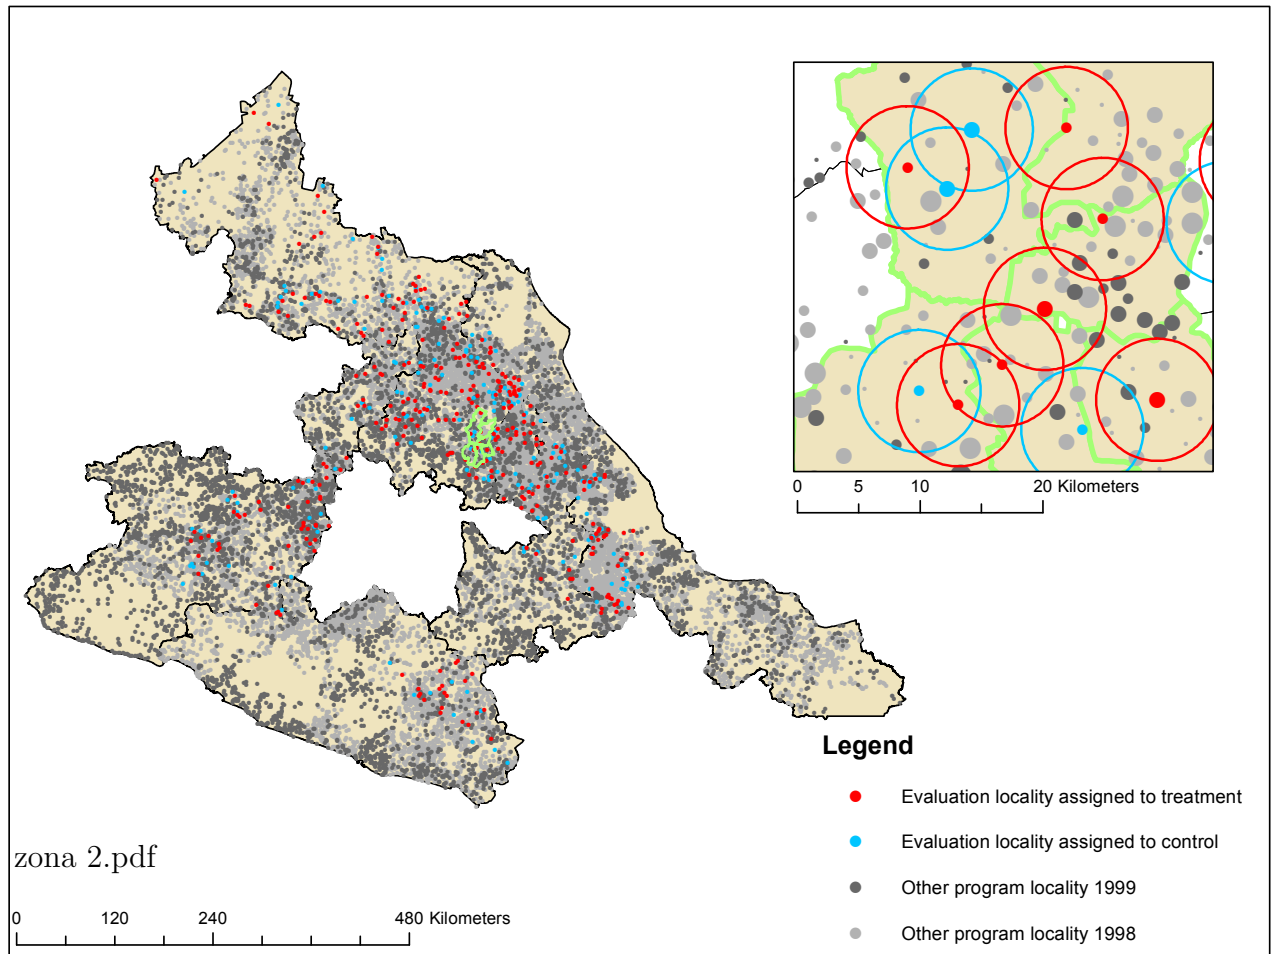 0 5 10 20 Kilometers
Legend
Evaluation locality assigned to treatment
Evaluation locality assigned to control
Other program locality 1999
Other program locality 1998
zona 2.pdf
0 120 240 480 Kilometers